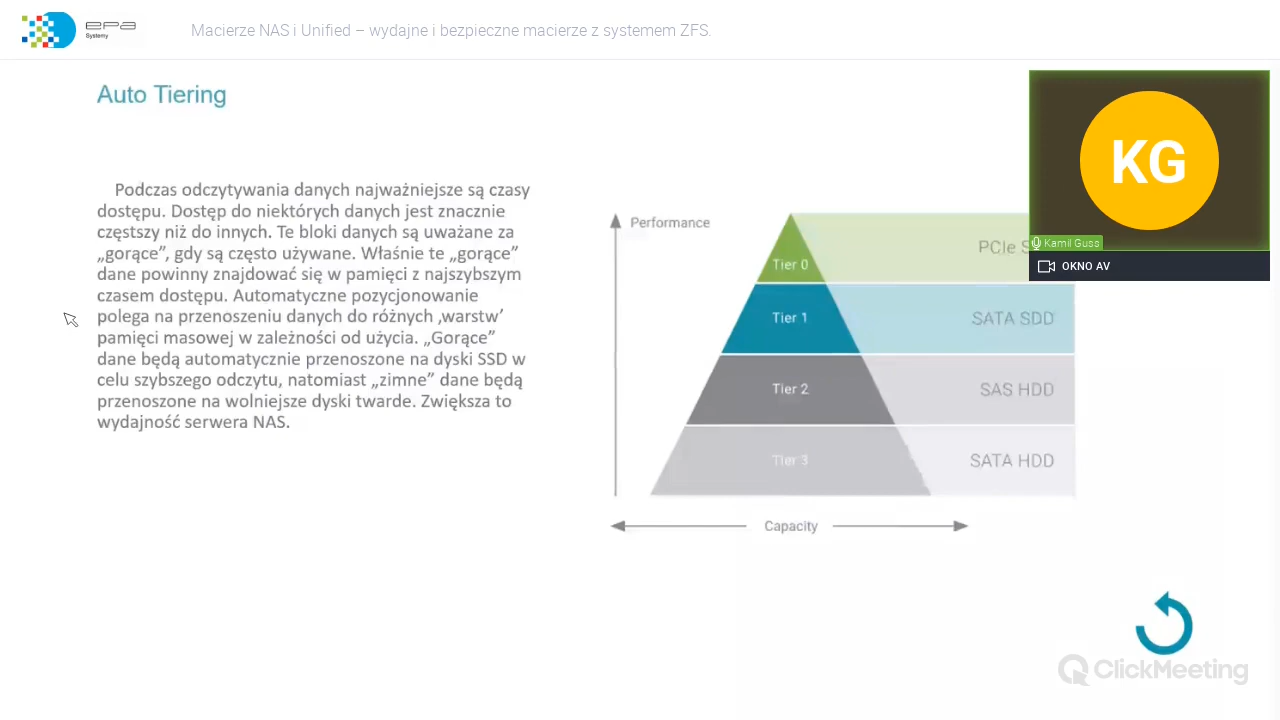 epa
Systemy
Macierze NAS i Unified – wydajne i bezpieczne macierze z systemem ZFS.
Auto Tiering
Podczas odczytywania danych najważniejsze są czasy
dostępu. Dostęp do niektórych danych jest znacznie
częstszy niż do innych. Te bloki danych są uważane za
„gorące”, gdy są często używane. Właśnie te „gorące”
dane powinny znajdować się w pamięci z najszybszym
czasem dostępu. Automatyczne pozycjonowanie
polega na przenoszeniu danych do różnych ‚warstw’
pamięci masowej w zależności od użycia. „Gorące”
dane będą automatycznie przenoszone na dyski SSD w
celu szybszego odczytu, natomiast „zimne” dane będą
przenoszone na wolniejsze dyski twarde. Zwiększa to
wydajność serwera NAS.
Performance
Tier 0
PCIe
Tier 1
SATA SDD
Tier 2
SAS HDD
Tier 3
SATA HDD
Capacity
KG
Kamil Guss
OKNO AV
ClickMeeting